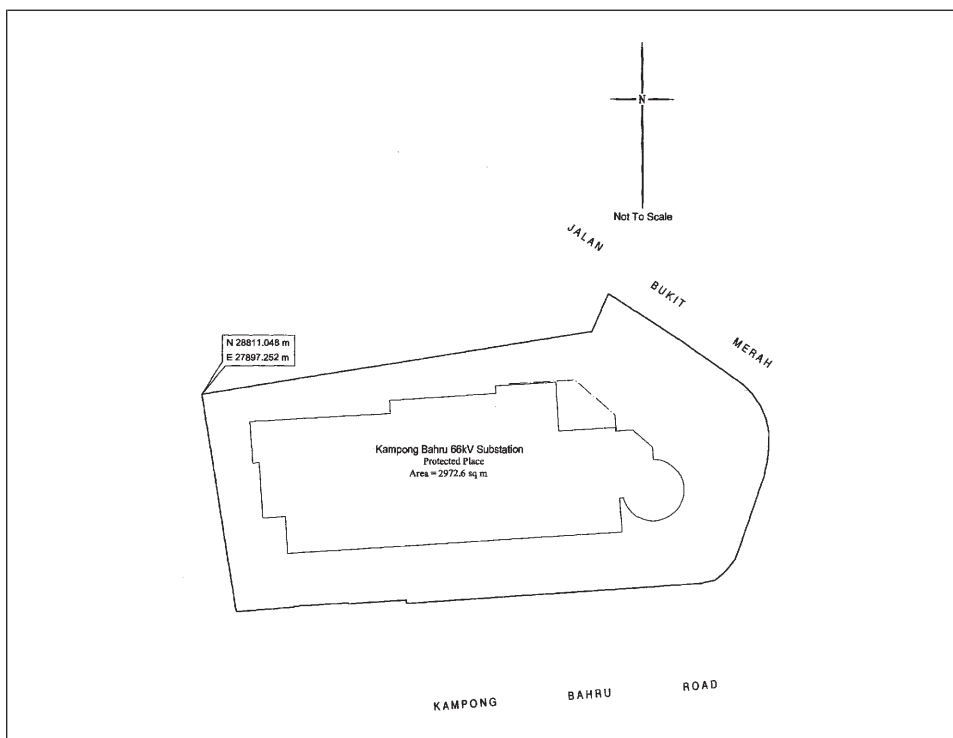 N
Not To Scale
JALAN BUKIT MERAH
N 28811.048 m
E 27897.252 m
Kampong Bahru 66kV Substation
Protected Place
Area = 2972.6 sq m
KAMPONG BAHRU ROAD